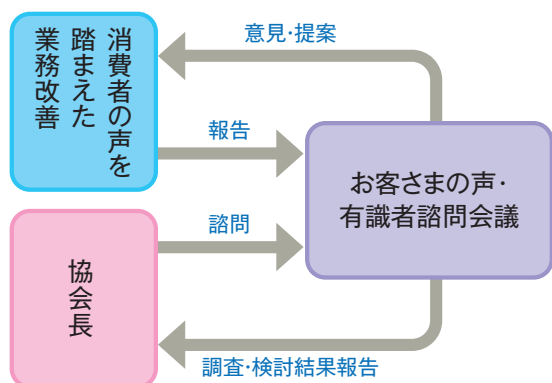 意見・提案
消費者の声を
踏まえた
業務改善
報告
お客さまの声・
有識者諮問会議
諮問
協会長
調査・検討結果報告